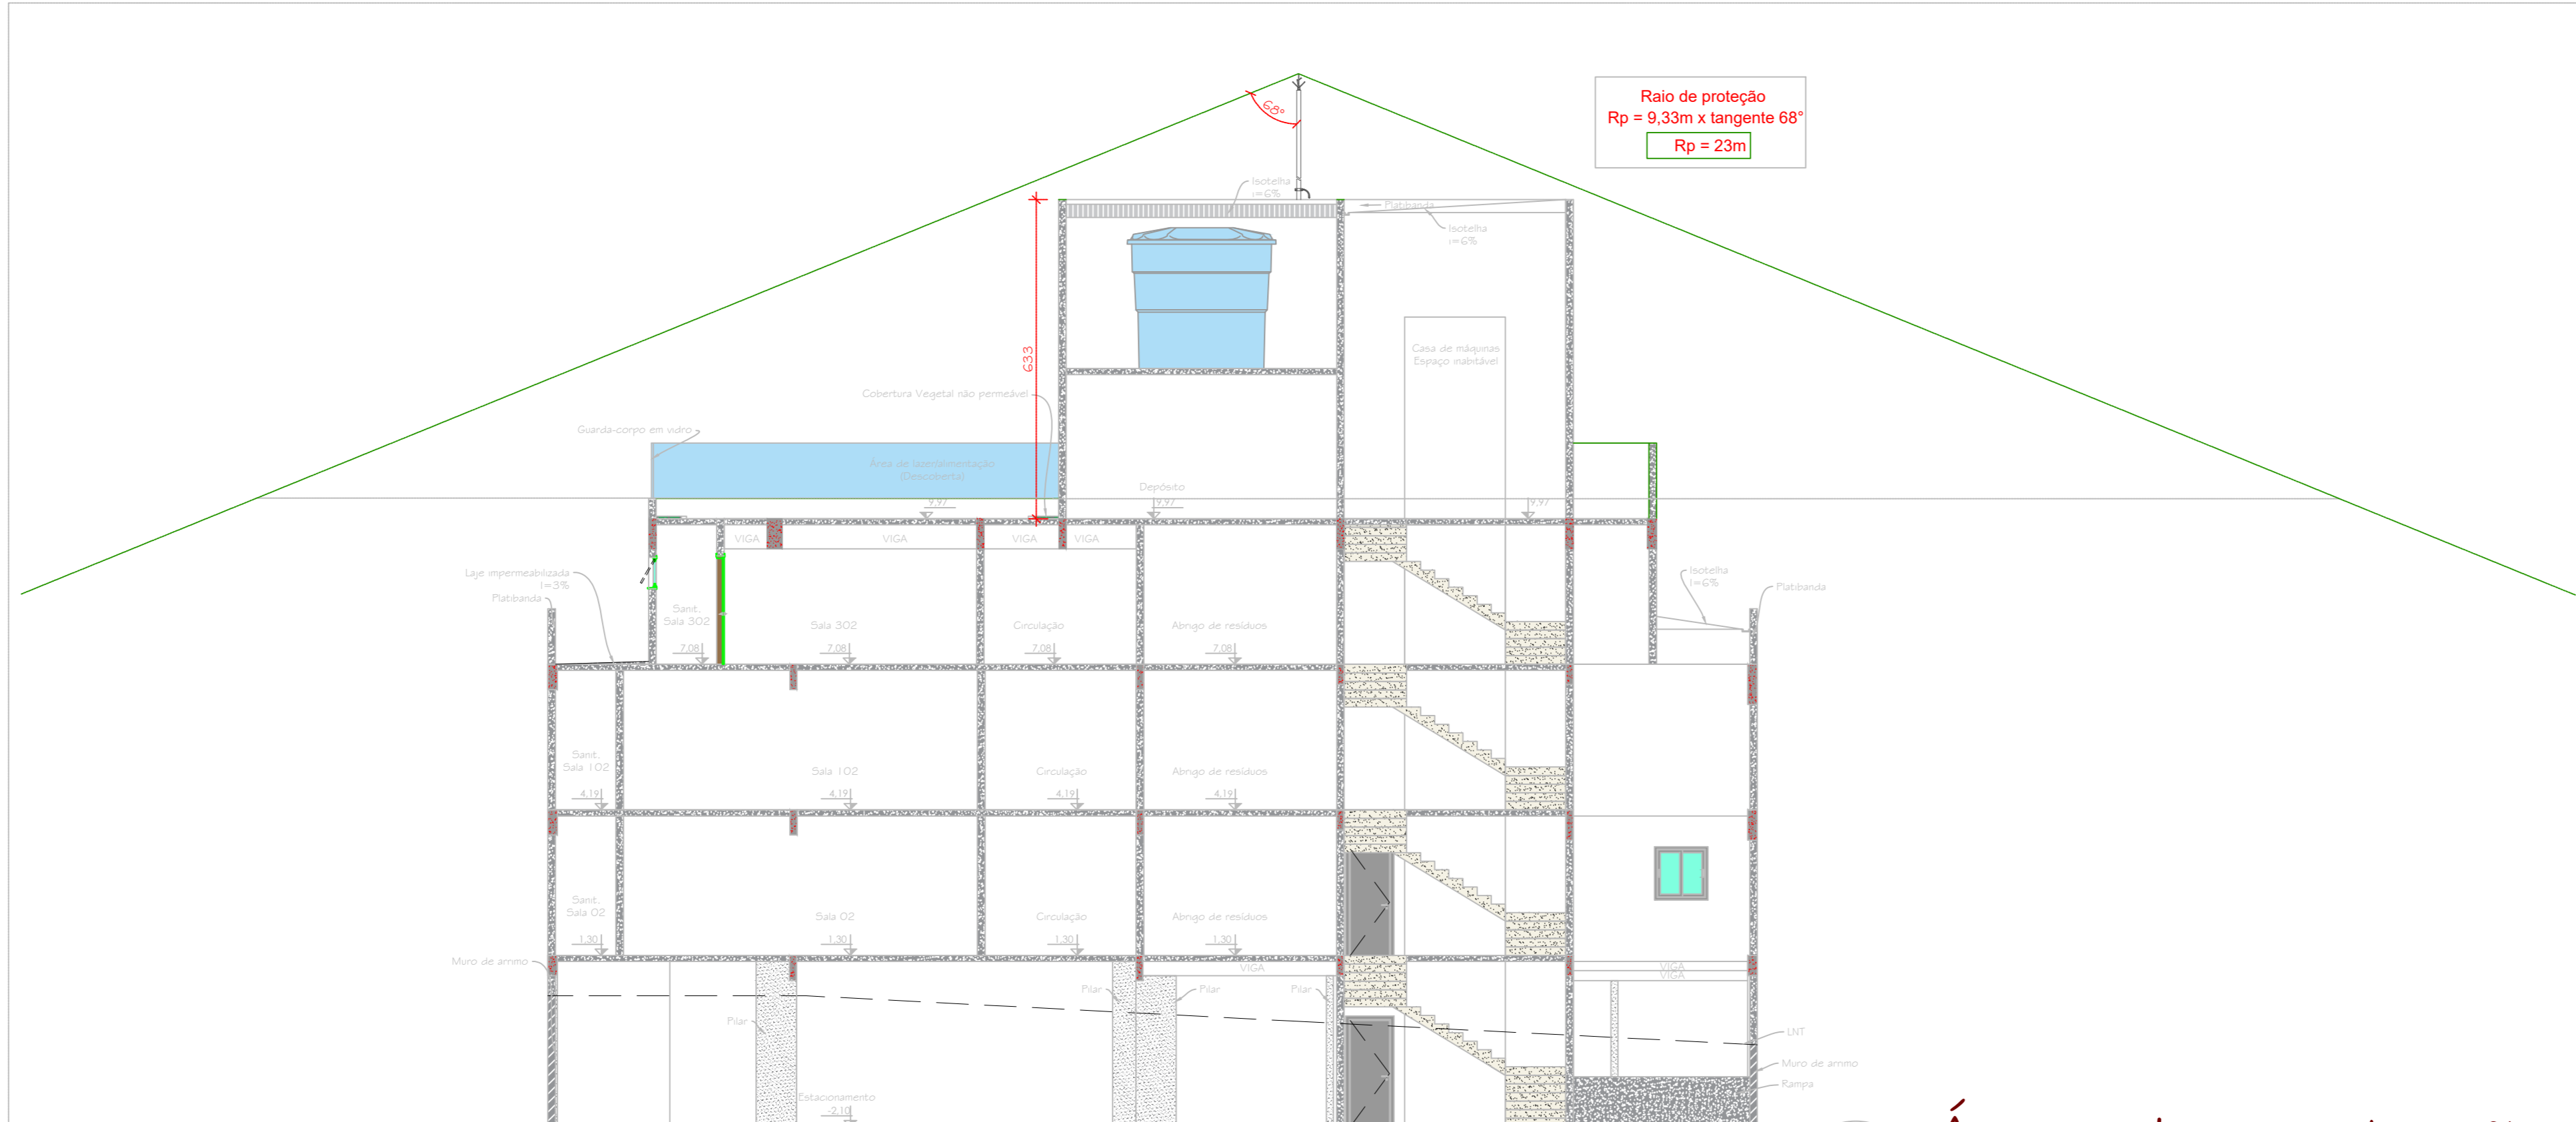 Raio de proteção
Rp = 9,33m x tangente 68°
Rp = 23m
68°
Isotelha
i=6%
Platibanda
Isotelha
i=6%
633
Casa de máquinas
Espaço inabitável
Cobertura Vegetal não permeável
Guarda-corpo em vidro
Área de lazer/alimentação
(Descoberta)
Depósito
9,97
9,97
9,97
VIGA
VIGA
VIGA
VIGA
Laje impermeabilizada
I=3%
Platibanda
Isotelha
I=6%
Platibanda
Sanit.
Sala 302
Sala 302
Circulação
Abrigo de resíduos
7,08
7,08
7,08
7,08
Sanit.
Sala 102
Sala 102
Circulação
Abrigo de resíduos
4,19
4,19
4,19
4,19
Sanit.
Sala 02
Sala 02
Circulação
Abrigo de resíduos
1,30
1,30
1,30
1,30
Muro de arrimo
VIGA
VIGA
VIGA
Pilar
Pilar
Pilar
Pilar
LNT
Muro de arrimo
Rampa
Estacionamento
-2,10